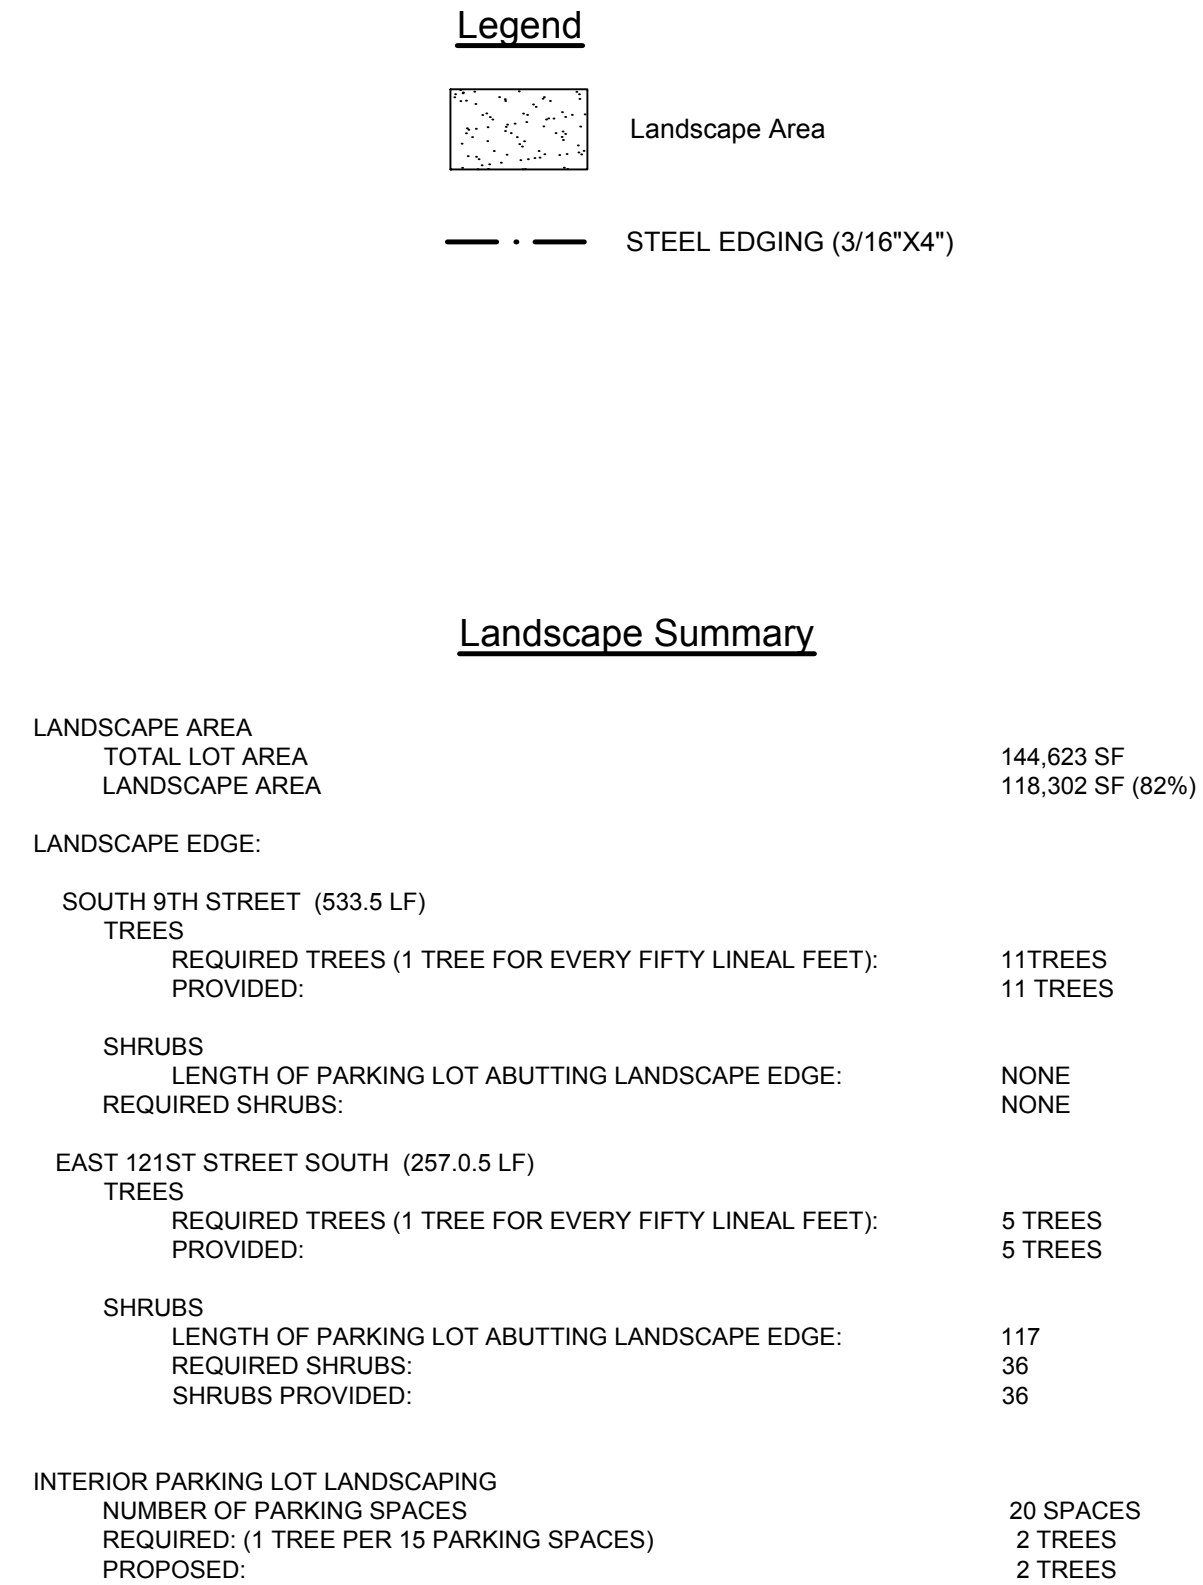 Legend
Landscape Area
STEEL EDGING (3/16"X4")
Landscape Summary
LANDSCAPE AREA
TOTAL LOT AREA 144,623 SF
LANDSCAPE AREA 118,302 SF (82%)
LANDSCAPE EDGE:
SOUTH 9TH STREET (533.5 LF)
TREES
REQUIRED TREES (1 TREE FOR EVERY FIFTY LINEAL FEET): 11TREES
PROVIDED: 11 TREES
SHRUBS
LENGTH OF PARKING LOT ABUTTING LANDSCAPE EDGE: NONE
REQUIRED SHRUBS: NONE
EAST 121ST STREET SOUTH (257.0.5 LF)
TREES
REQUIRED TREES (1 TREE FOR EVERY FIFTY LINEAL FEET): 5 TREES
PROVIDED: 5 TREES
SHRUBS
LENGTH OF PARKING LOT ABUTTING LANDSCAPE EDGE: 117
REQUIRED SHRUBS: 36
SHRUBS PROVIDED: 36
INTERIOR PARKING LOT LANDSCAPING
NUMBER OF PARKING SPACES 20 SPACES
REQUIRED: (1 TREE PER 15 PARKING SPACES) 2 TREES
PROPOSED: 2 TREES